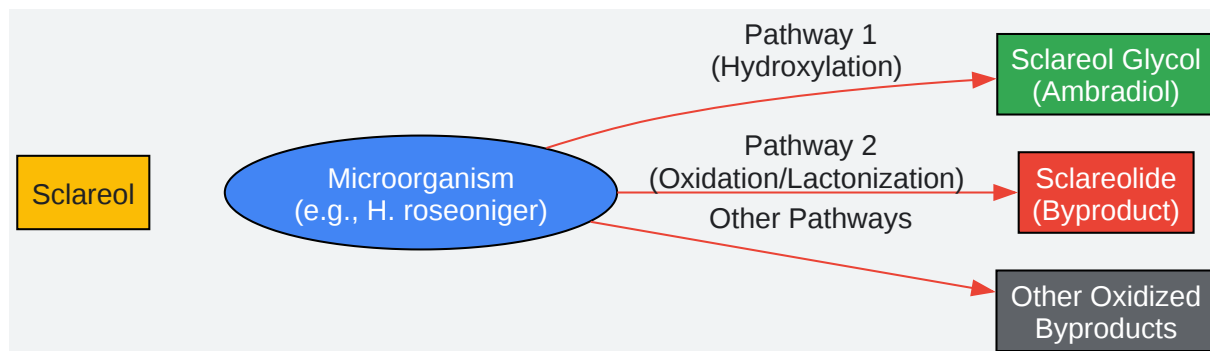 Sclareol
Microorganism
(e.g., H. roseoniger)
Pathway 1
(Hydroxylation)
Pathway 2
(Oxidation/Lactonization)
Other Pathways
Sclareol Glycol
(Ambradiol)
Sclareolide
(Byproduct)
Other Oxidized
Byproducts